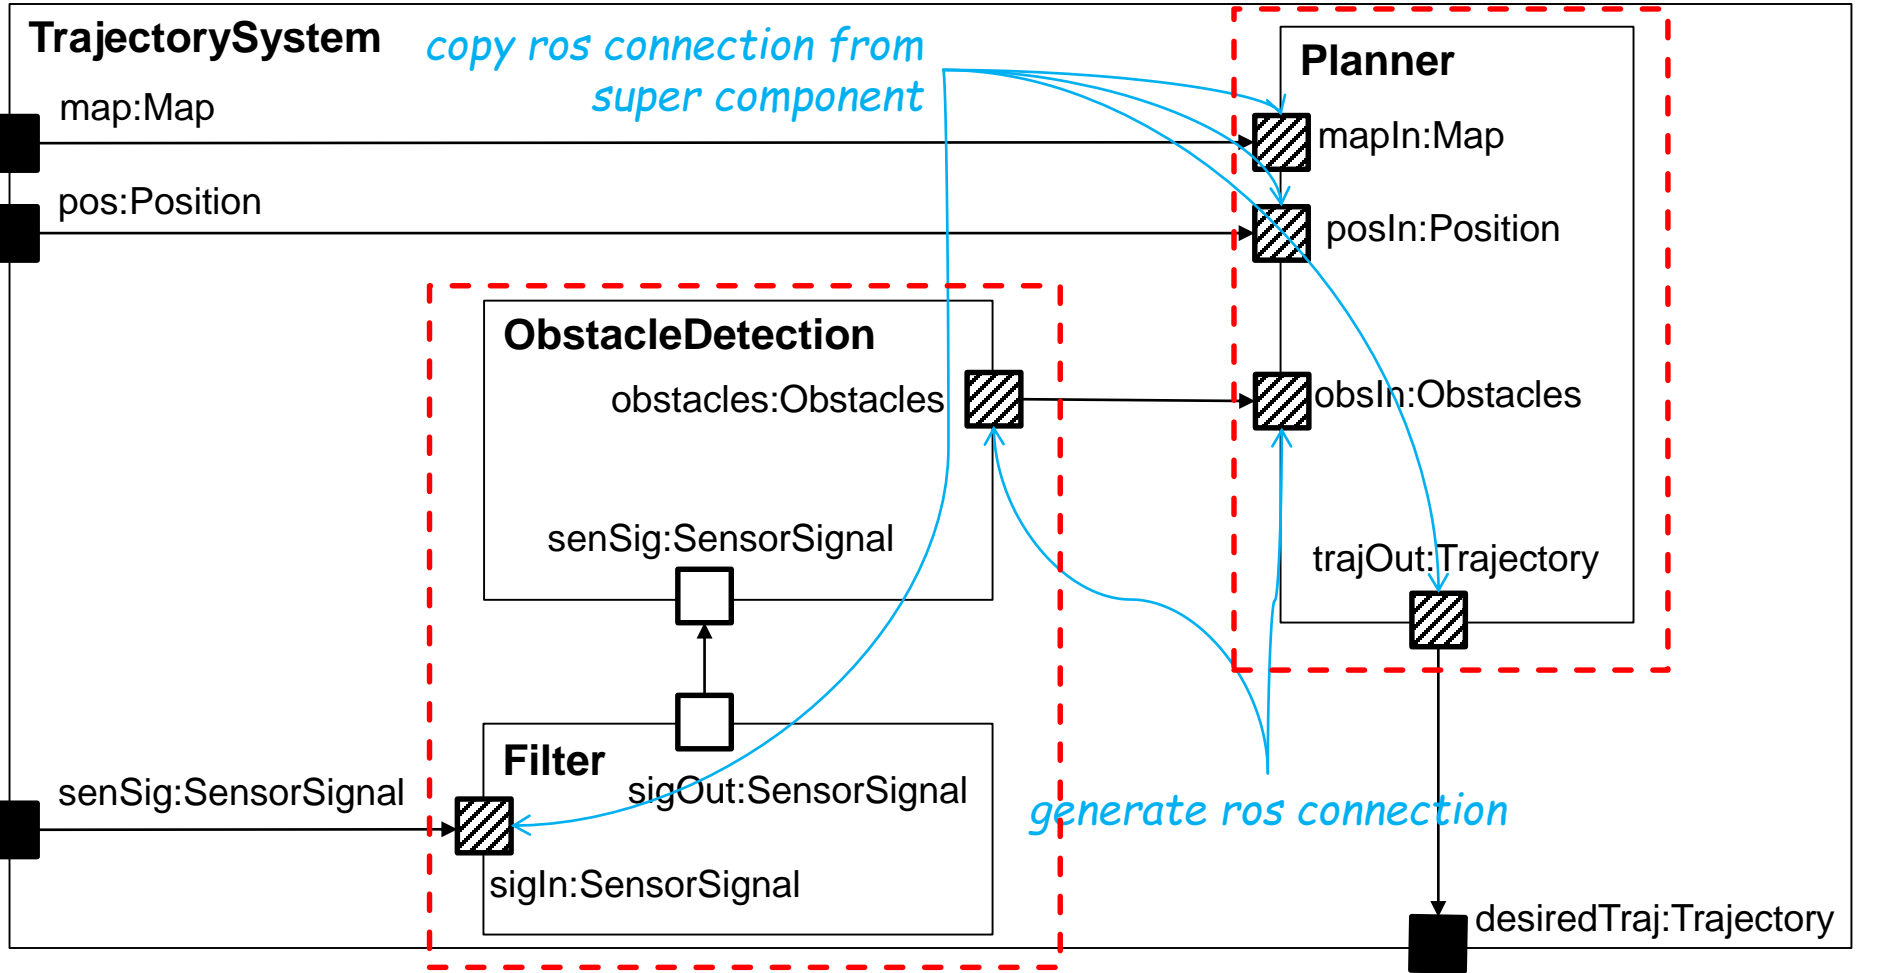 TrajectorySystem
copy ros connection from
super component
Planner
map:Map
mapIn:Map
pos:Position
posIn:Position
ObstacleDetection
obstacles:Obstacles
obsIn:Obstacles
senSig:SensorSignal
trajOut:Trajectory
Filter
senSig:SensorSignal
sigOut:SensorSignal
generate ros connection
sigIn:SensorSignal
desiredTraj:Trajectory